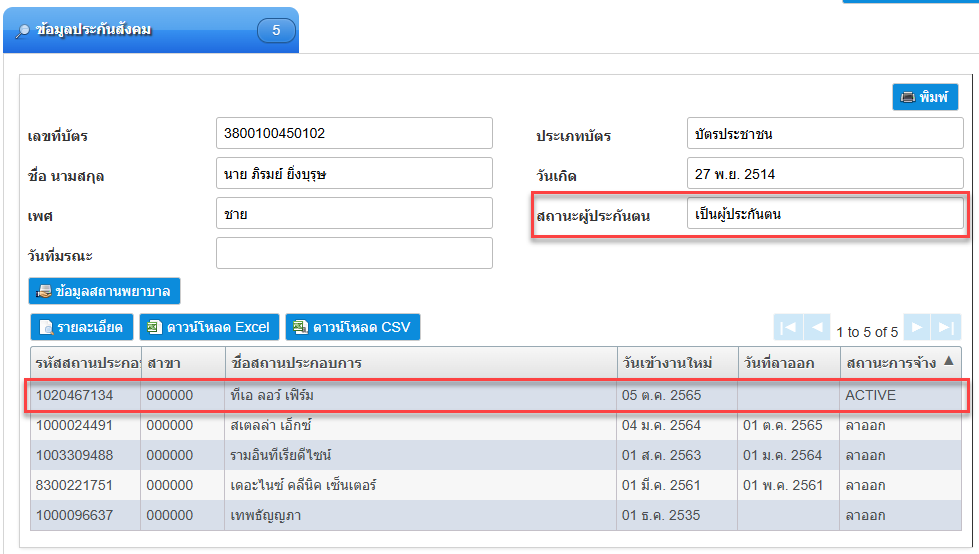 ข้อมูลประกันสังคม 5
พิมพ์
เลขที่บัตร 3800100450102 ประเภทบัตร บัตรประชาชน
ชื่อ นามสกุล นาย ภิรมย์ ยิ่งบุรุษ วันเกิด 27 พ.ย. 2514
เพศ ชาย สถานะผู้ประกันตน เป็นผู้ประกันตน
วันที่มรณะ
ข้อมูลสถานพยาบาล
รายละเอียด ดาวน์โหลด Excel ดาวน์โหลด CSV 1 to 5 of 5
รหัสสถานประกอ สาขา ชื่อสถานประกอบการ วันเข้างานใหม่ วันที่ลาออก สถานะการจ้าง
1020467134 000000 ทีเอ ลอว์ เฟิร์ม 05 ต.ค. 2565 ACTIVE
1000024491 000000 สเตลล่า เอ็กซ์ 04 ม.ค. 2564 01 ต.ค. 2565 ลาออก
1003309488 000000 รามอินทีเรียดีไซน์ 01 ส.ค. 2563 01 ม.ค. 2564 ลาออก
8300221751 000000 เดอะไนซ์ คลีนิค เซ็นเตอร์ 01 มี.ค. 2561 01 พ.ค. 2561 ลาออก
1000096637 000000 เทพธัญญภา 01 ธ.ค. 2535 ลาออก